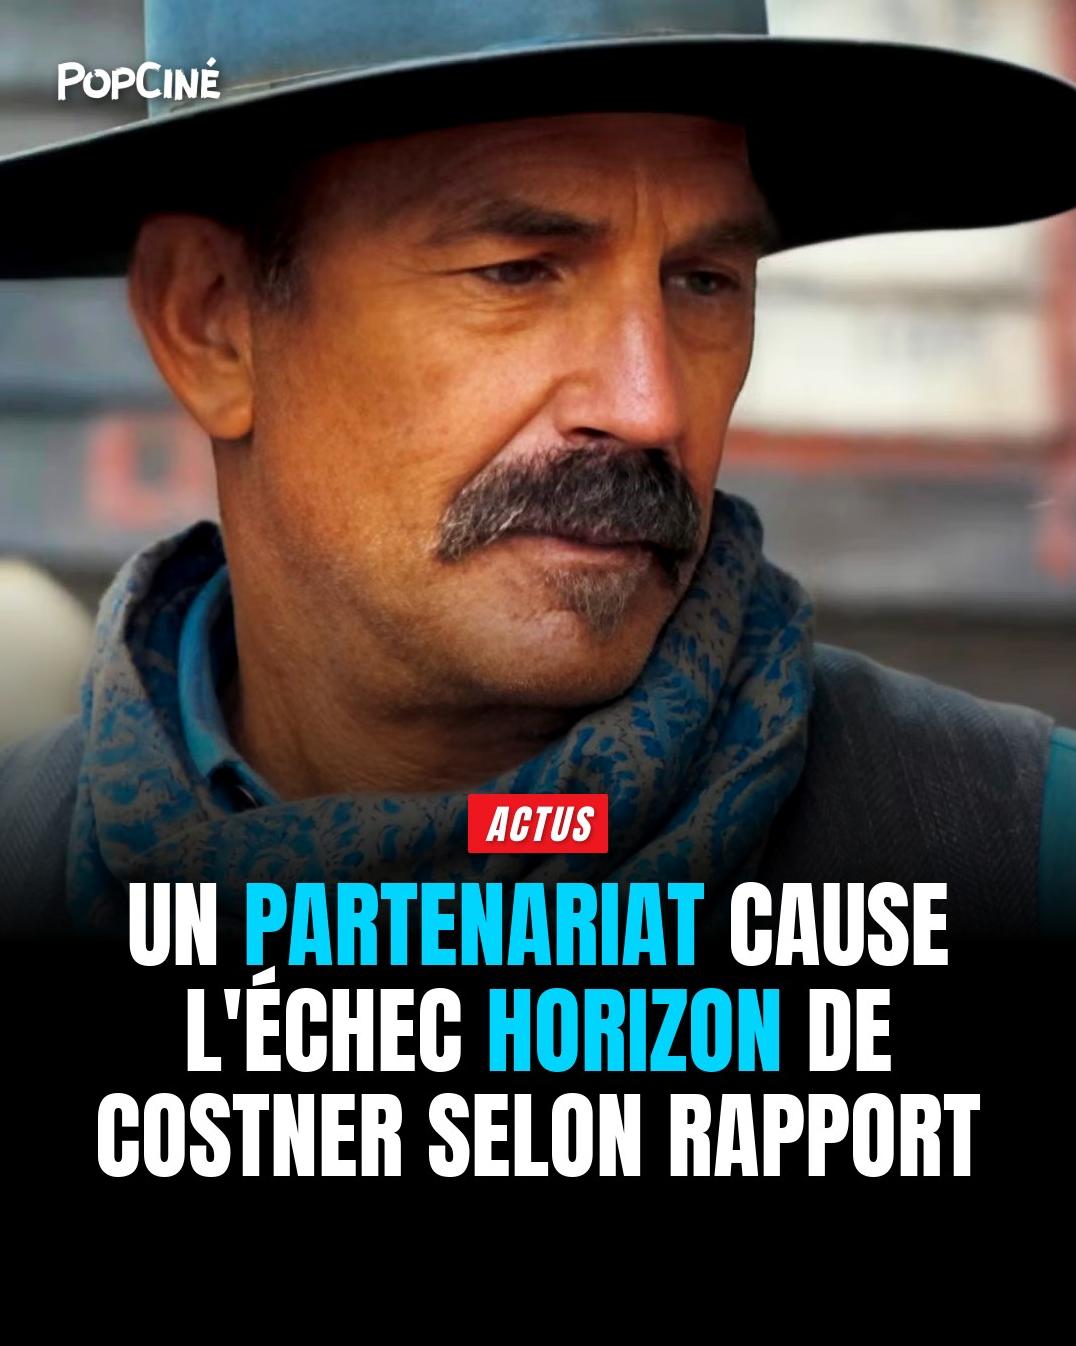 POPCINÉ
ACTUS
UN PARTENARIAT CAUSE
L'ÉCHEC HORIZON DE
COSTNER SELON RAPPORT